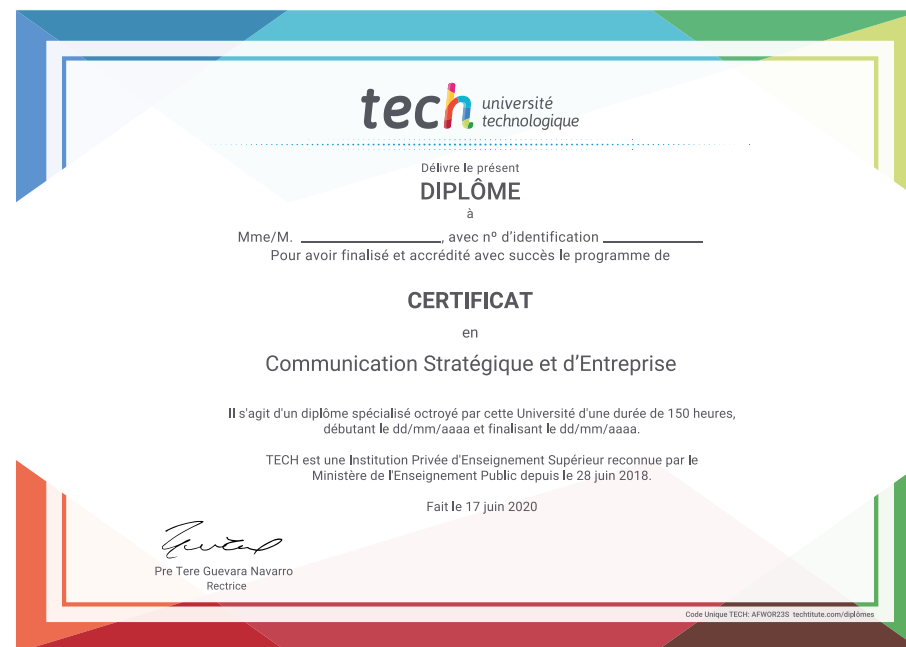 tech université
technologique
Délivre le présent
DIPLÔME
à
Mme/M. ____________________, avec nº d'identification ______________
Pour avoir finalisé et accrédité avec succès le programme de
CERTIFICAT
en
Communication Stratégique et d'Entreprise
Il s'agit d'un diplôme spécialisé octroyé par cette Université d'une durée de 150 heures,
débutant le dd/mm/aaaa et finalisant le dd/mm/aaaa.
TECH est une Institution Privée d'Enseignement Supérieur reconnue par le
Ministère de l'Enseignement Public depuis le 28 juin 2018.
Fait le 17 juin 2020
Pre Tere Guevara Navarro
Rectrice
Code Unique TECH: AFWOR23S techtitute.com/diplômes